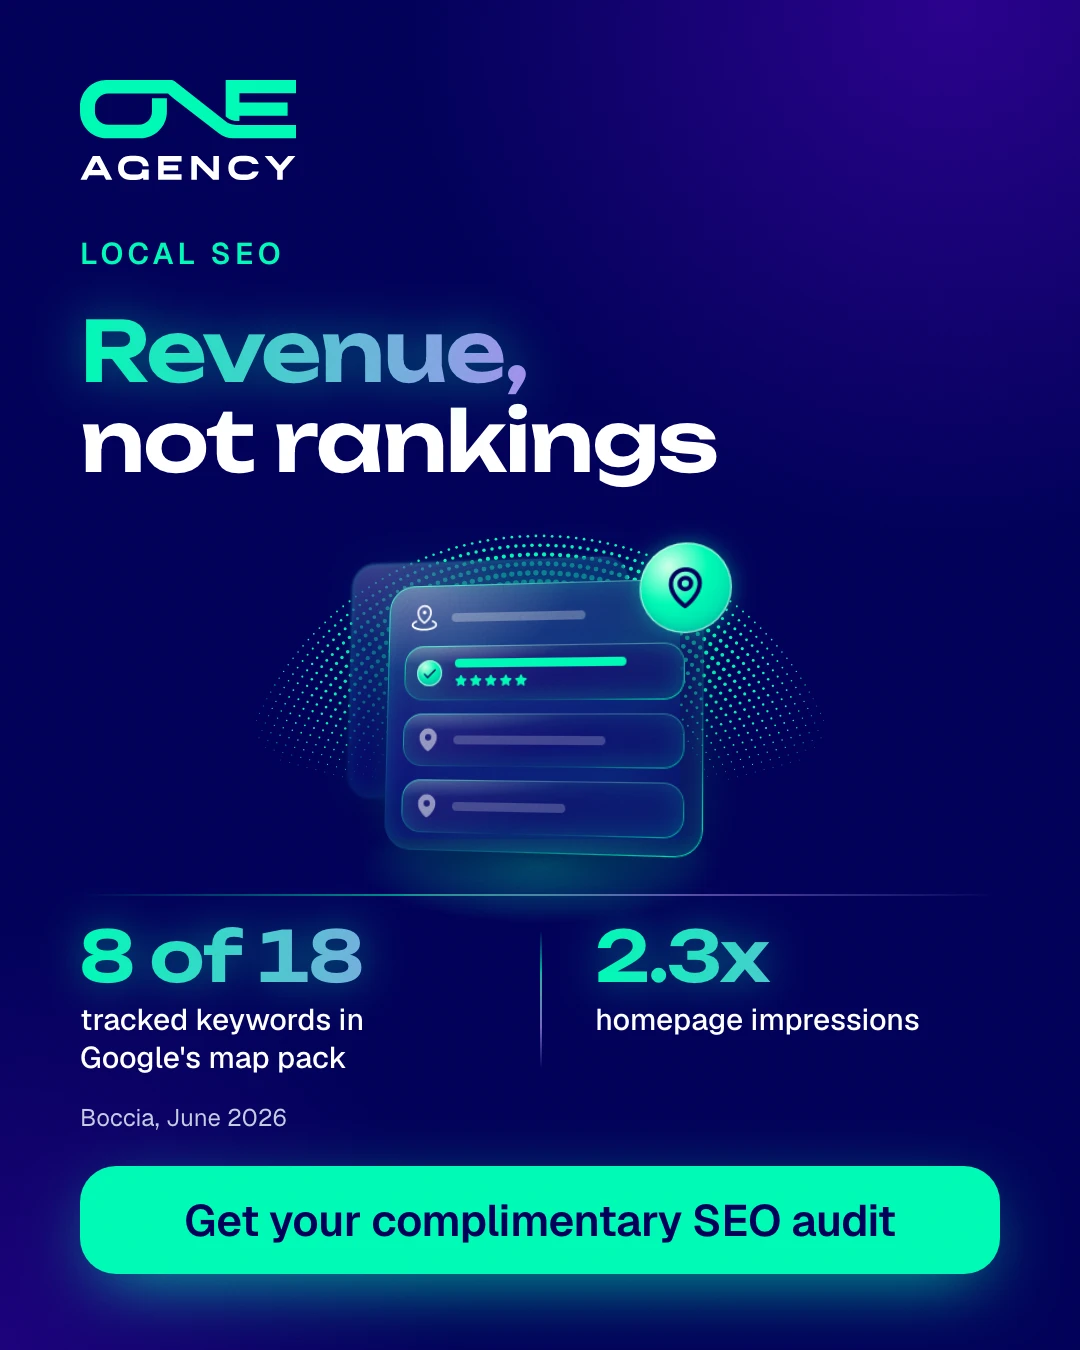 ONE
AGENCY
LOCAL SEO
Revenue,
not rankings
8 of 18
tracked keywords in
Google's map pack
2.3x
homepage impressions
Boccia, June 2026
Get your complimentary SEO audit